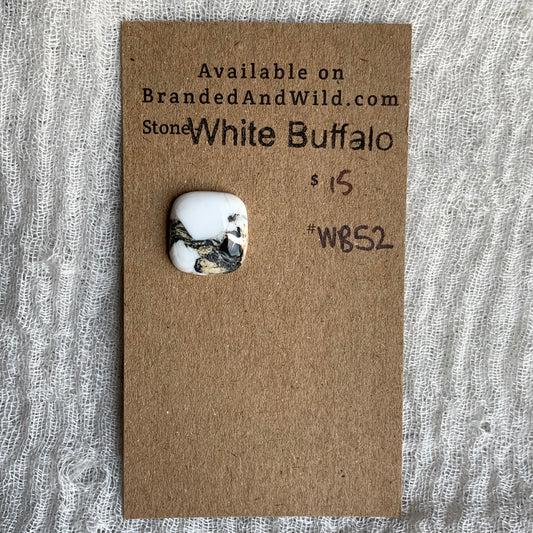 Available on
BrandedAndWild.com
Stone White Buffalo
$ 15
# WB52